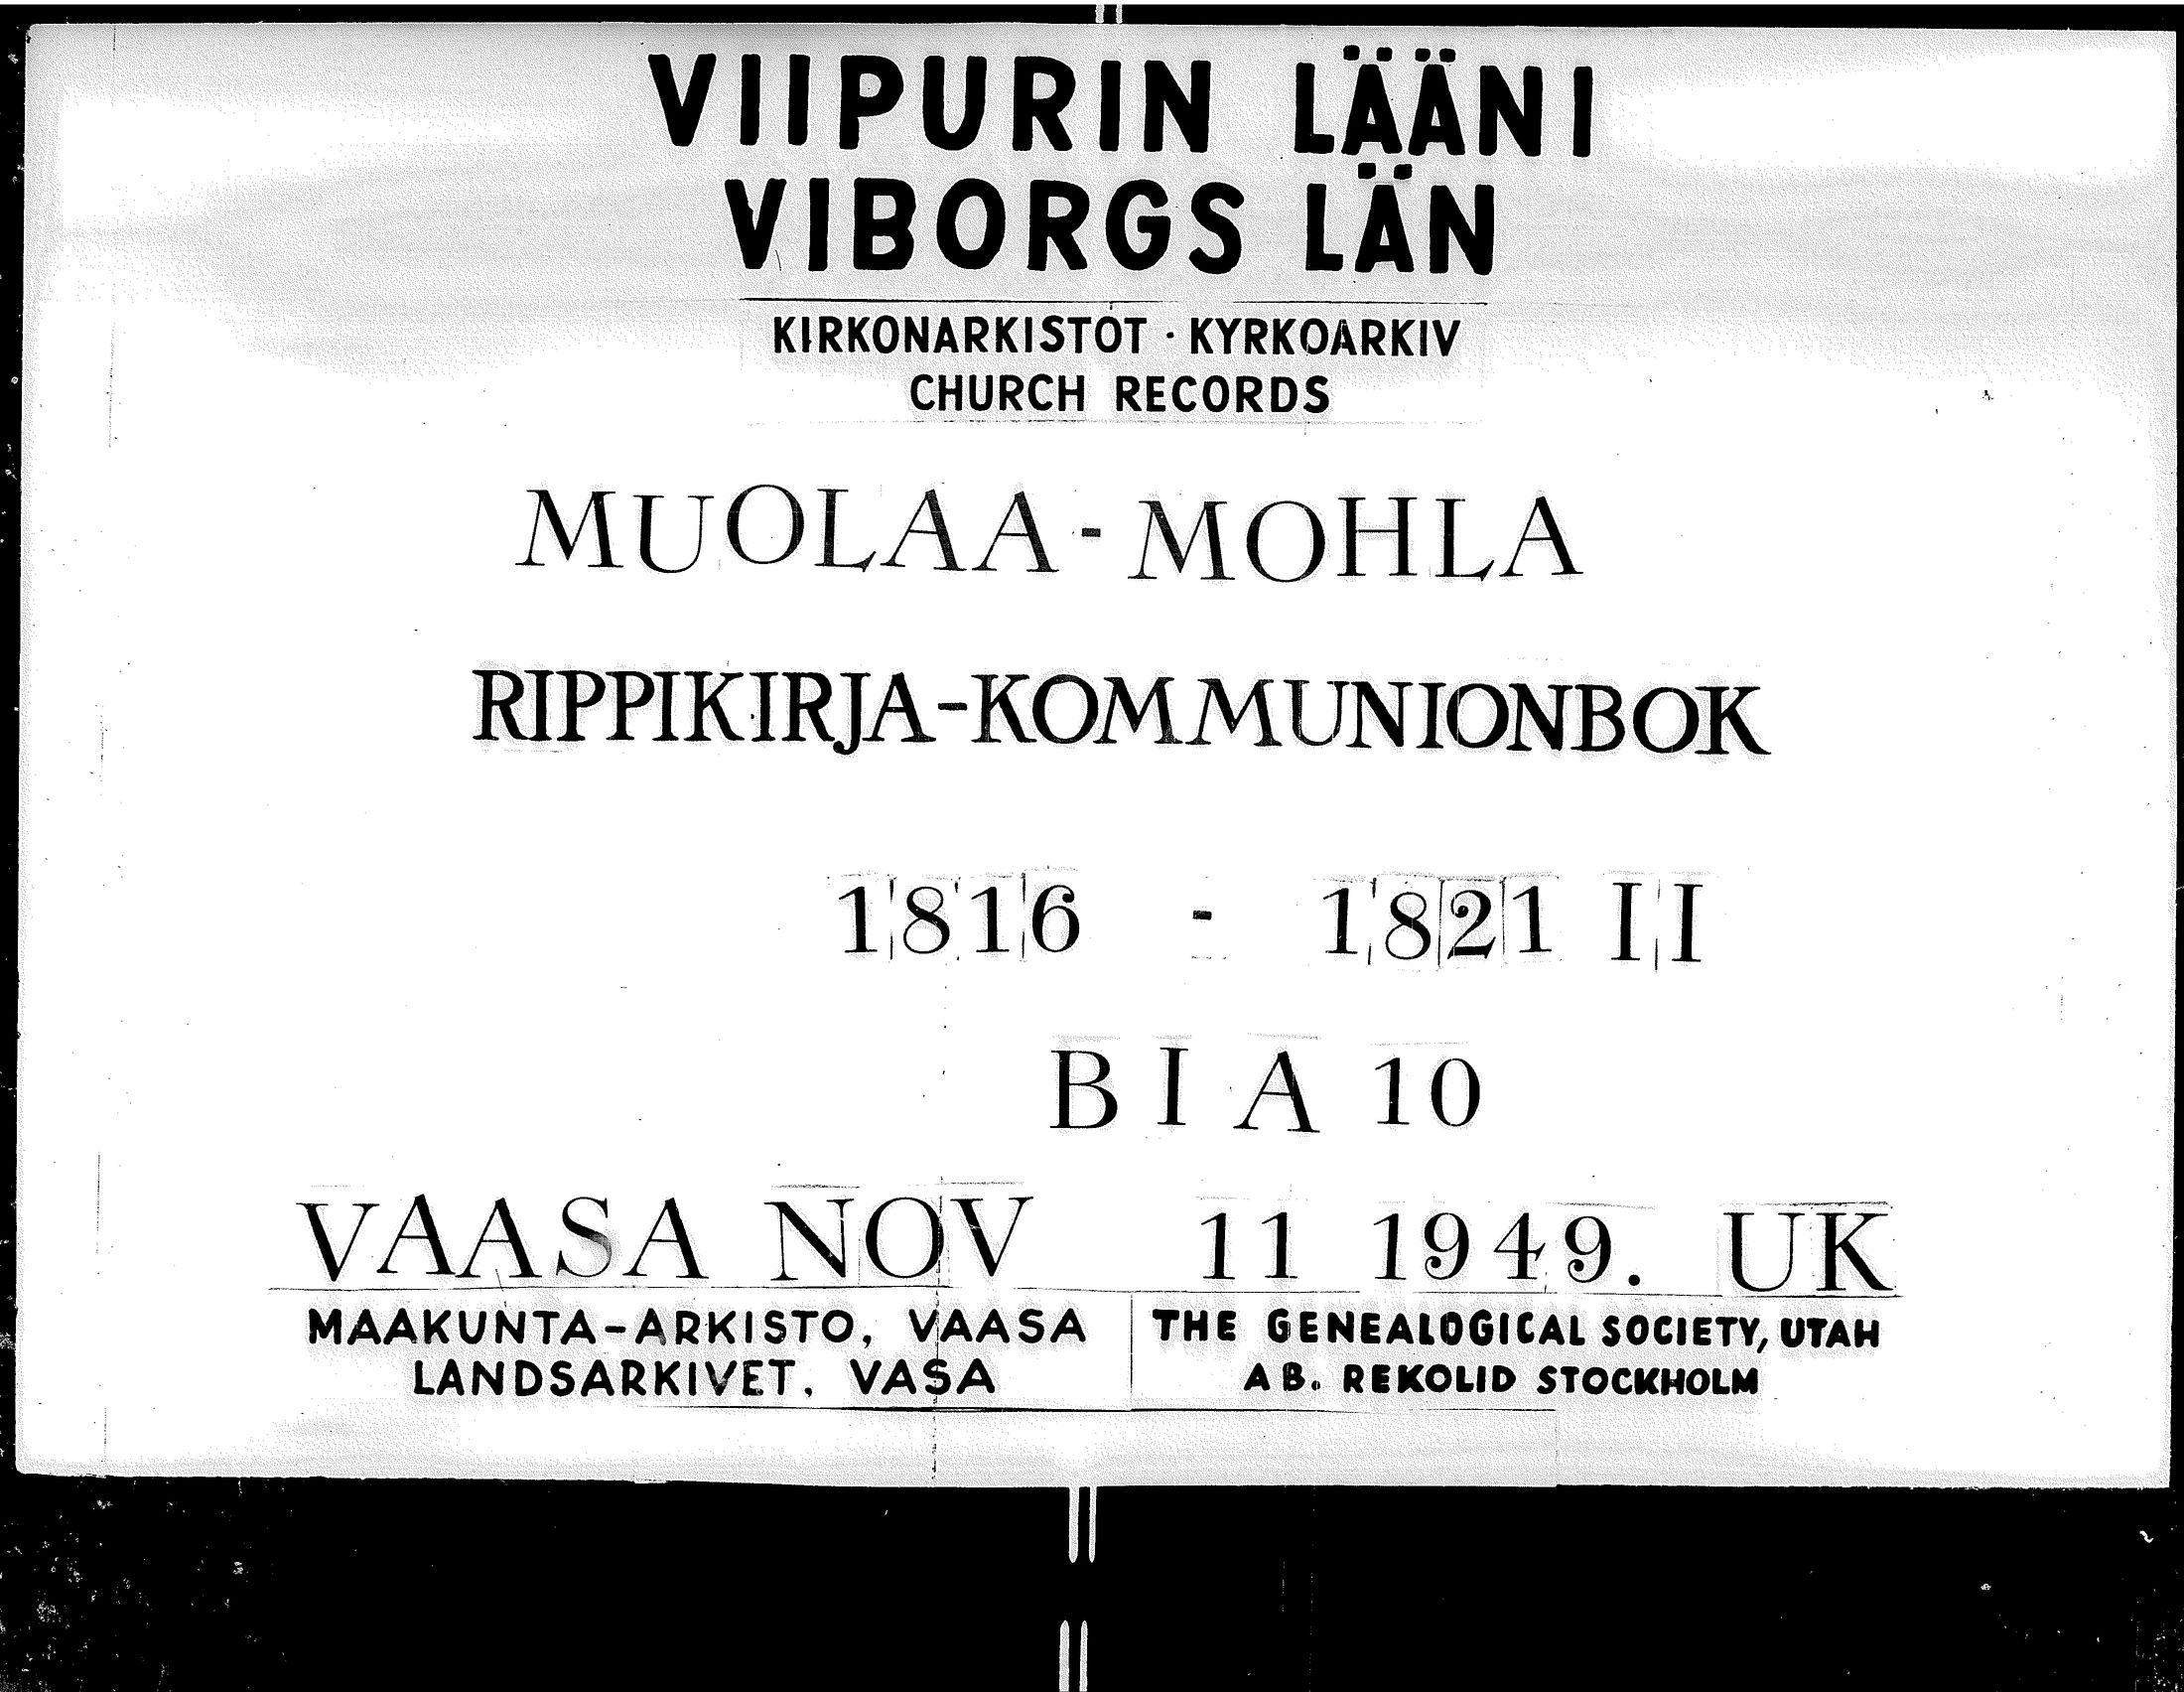 VIIPURIN LÄÄNI
VIBORGS LÄN
KIRKONARKISTOT · KYRKOARKIV
CHURCH RECORDS
MUOLAA-MOHLA
RIPPIKIRJA-KOMMUNIONBOK
1816 - 1821 II
B I A 10
VAASA NOV 11 1949. UK
MAAKUNTA-ARKISTO, VAASA
LANDSARKIVET, VASA
THE GENEALOGICAL SOCIETY, UTAH
AB. REKOLID STOCKHOLM